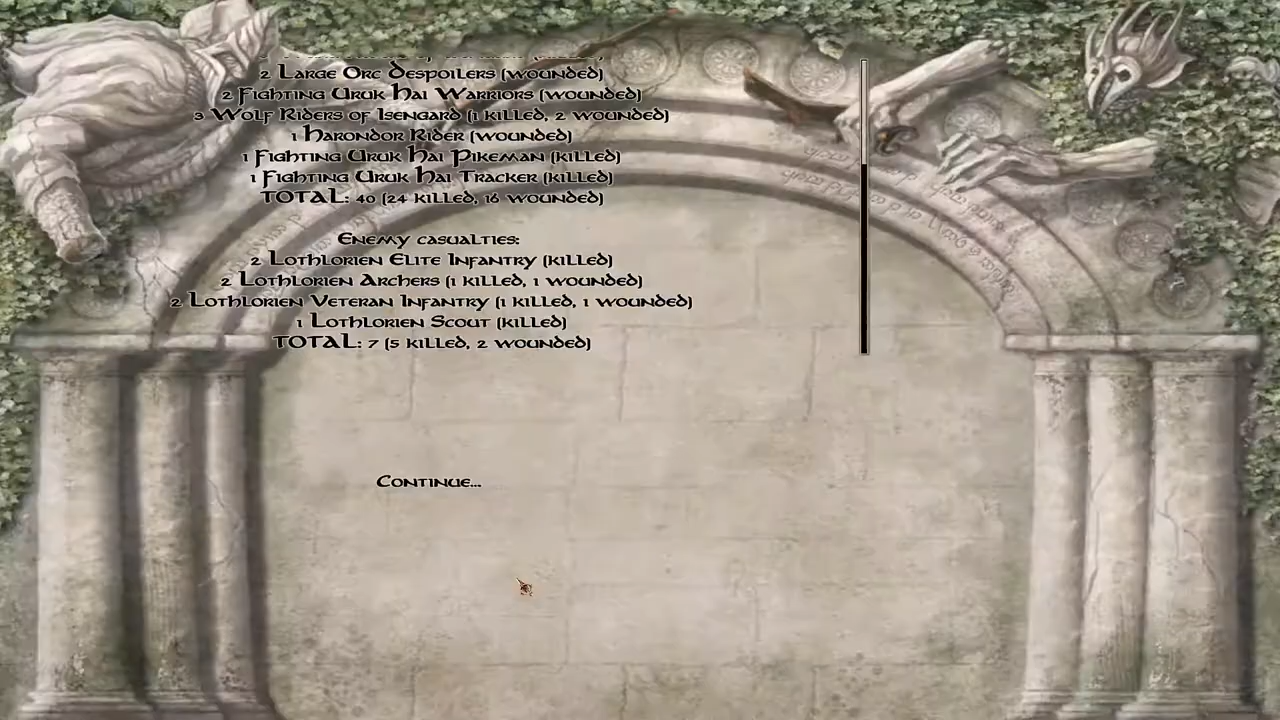 2 Large Orc Despoilers (wounded)
2 Fighting Uruk Hai Warriors (wounded)
3 Wolf Riders of Isengard (1 killed, 2 wounded)
1 Harondor Rider (wounded)
1 Fighting Uruk Hai Pikeman (killed)
1 Fighting Uruk Hai Tracker (killed)
TOTAL: 40 (24 killed, 16 wounded)
Enemy casualties:
2 Lothlorien Elite Infantry (killed)
2 Lothlorien Archers (1 killed, 1 wounded)
2 Lothlorien Veteran Infantry (1 killed, 1 wounded)
1 Lothlorien Scout (killed)
TOTAL: 7 (5 killed, 2 wounded)
Continue...